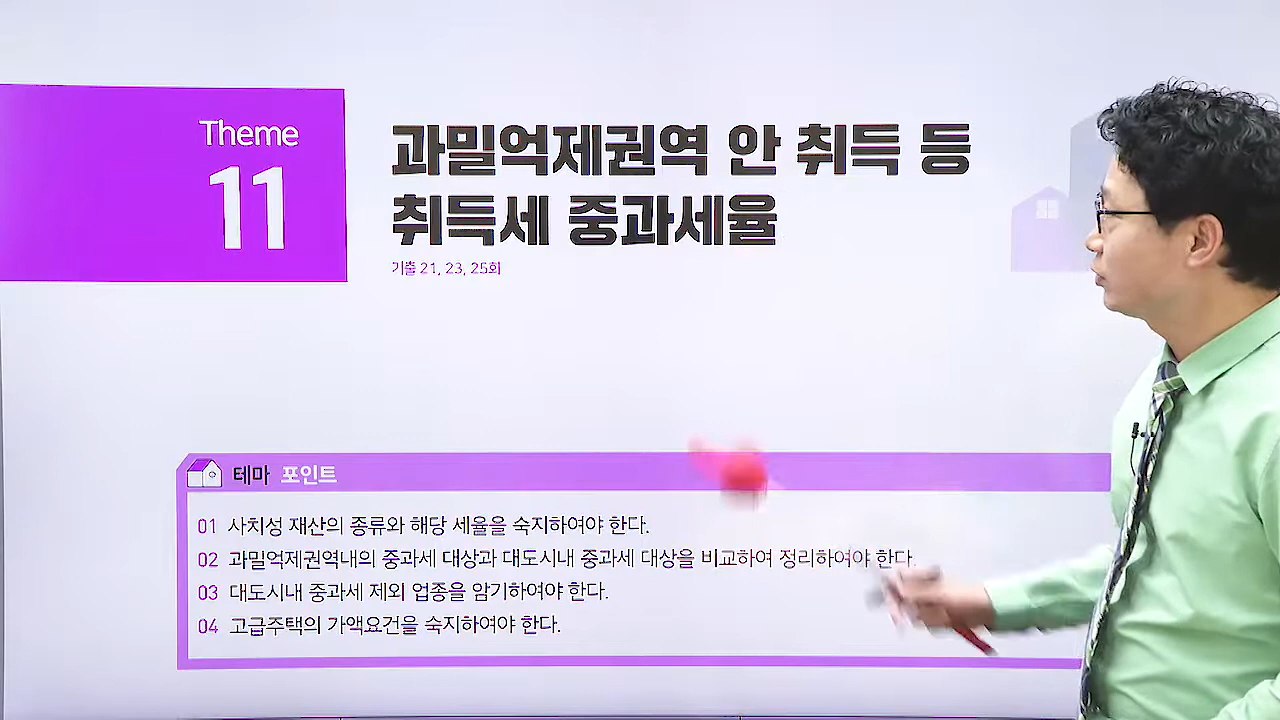 Theme
11
과밀억제권역 안 취득 등
취득세 중과세율
기출 21, 23, 25회
테마 포인트
01 사치성 재산의 종류와 해당 세율을 숙지하여야 한다.
02 과밀억제권역내의 중과세 대상과 대도시내 중과세 대상을 비교하여 정리하여야 한다.
03 대도시내 중과세 제외 업종을 암기하여야 한다.
04 고급주택의 가액요건을 숙지하여야 한다.